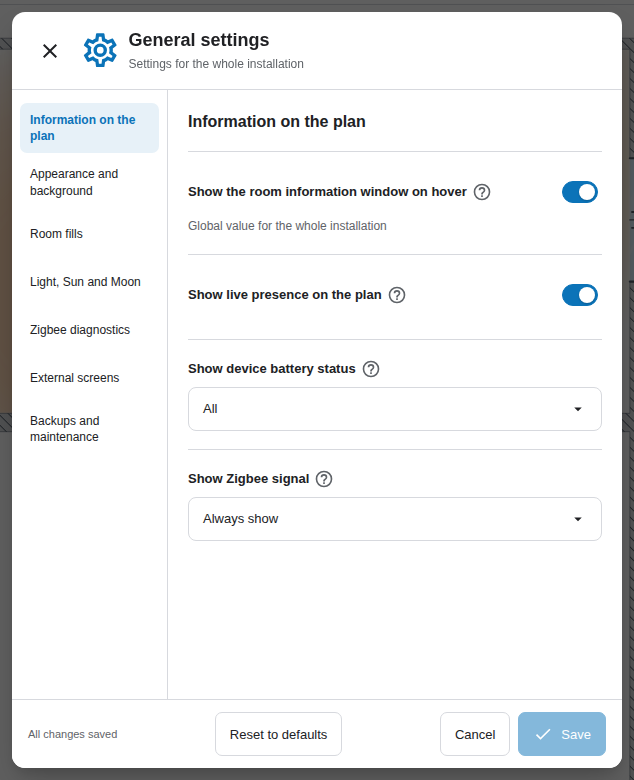 General settings
Settings for the whole installation
Information on the
plan
Appearance and
background
Room fills
Light, Sun and Moon
Zigbee diagnostics
External screens
Backups and
maintenance
Information on the plan
Show the room information window on hover
Global value for the whole installation
Show live presence on the plan
Show device battery status
All
Show Zigbee signal
Always show
All changes saved
Reset to defaults
Cancel
Save